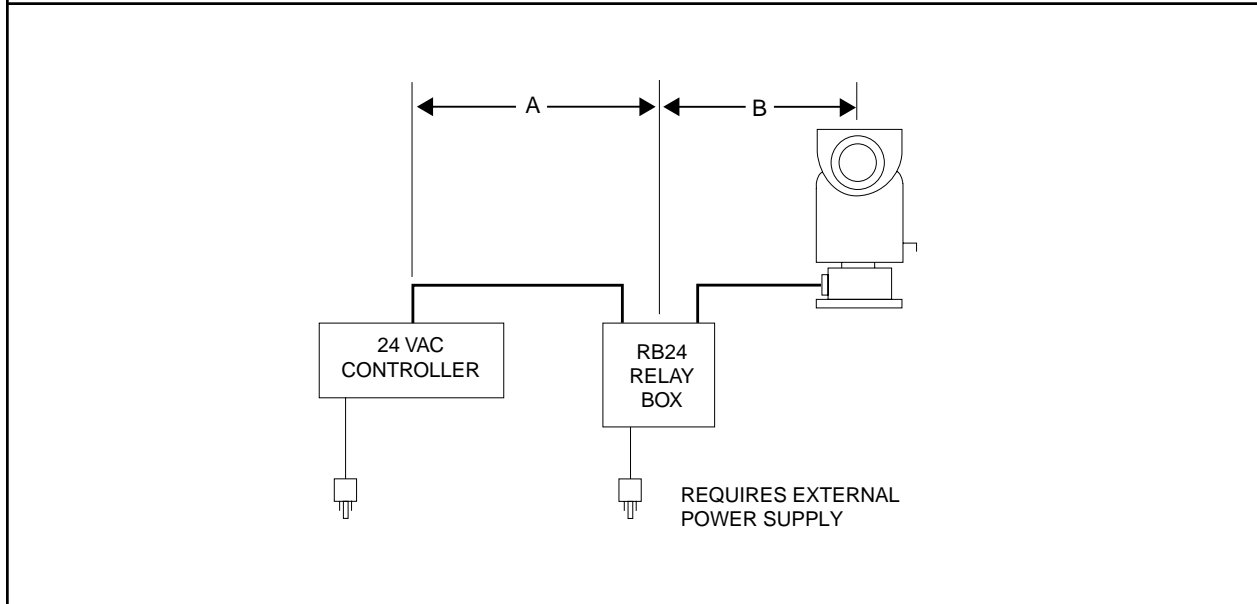 A
B
24 VAC
CONTROLLER
RB24
RELAY
BOX
REQUIRES EXTERNAL
POWER SUPPLY